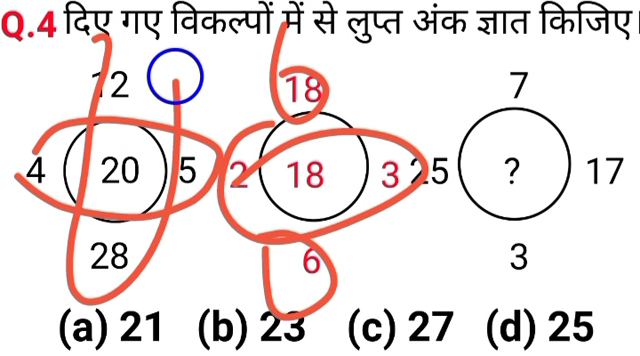 Q.4 दिए गए विकल्पों में से लुप्त अंक ज्ञात किजिए।
12 18 7
4 20 5 2 18 3 25 ? 17
28 6 3
(a) 21 (b) 23 (c) 27 (d) 25